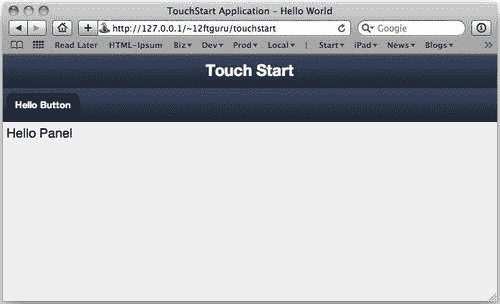 TouchStart Application - Hello World
http://127.0.0.1/~12ftguru/touchstart
Google
Read Later HTML-Ipsum Biz Dev Prod Local Start iPad News Blogs
Touch Start
Hello Button
Hello Panel